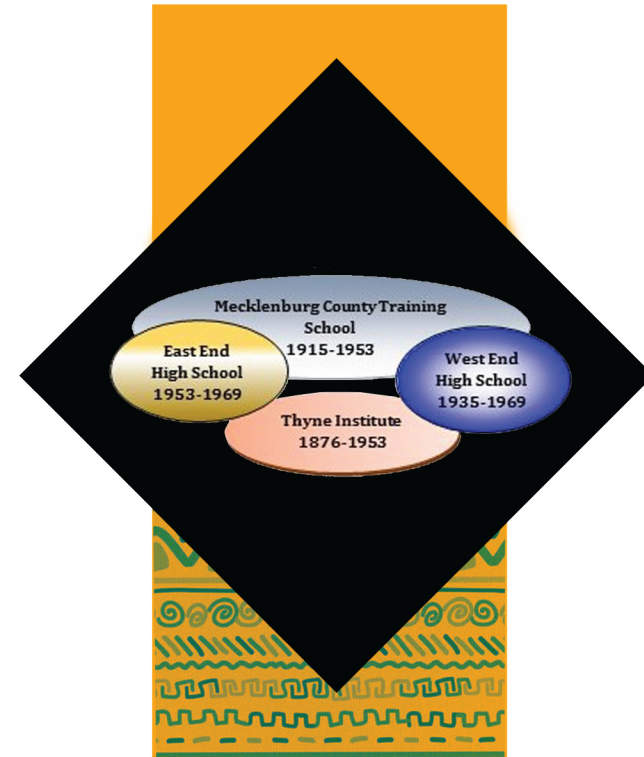 Mecklenburg County Training
School
1915-1953
East End
High School
1953-1969
West End
High School
1935-1969
Thyne Institute
1876-1953